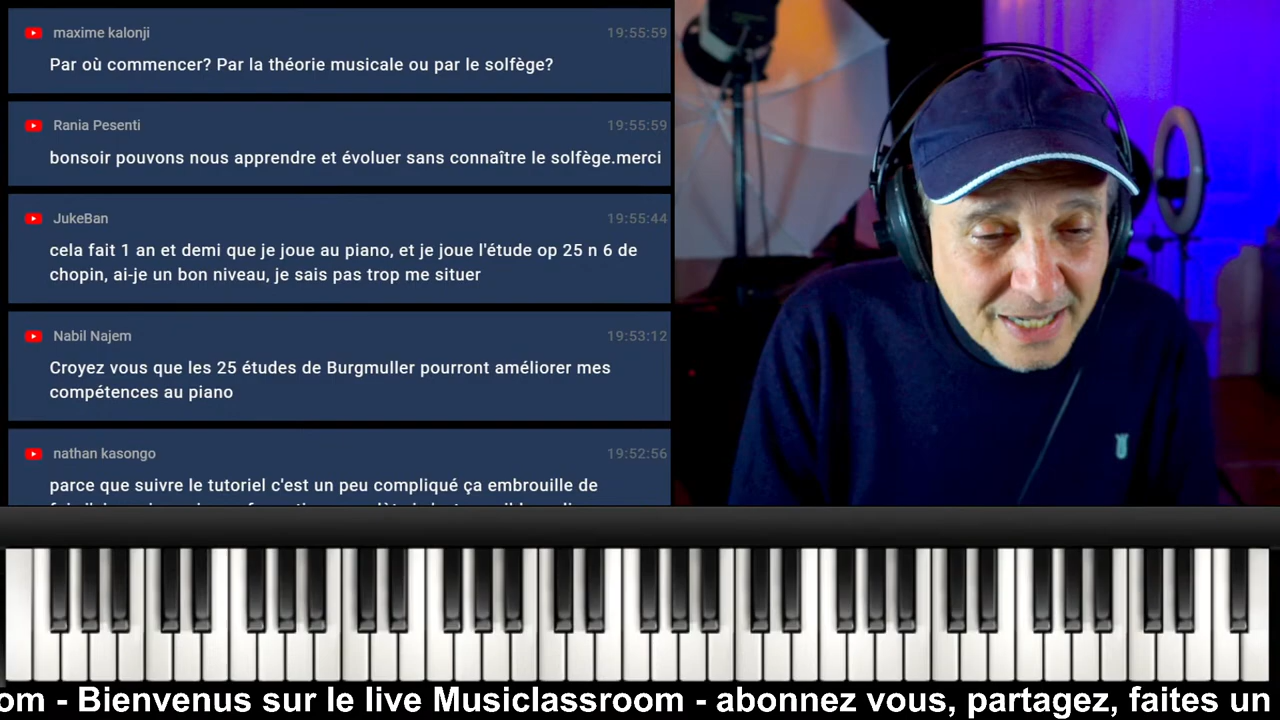 maxime kalonji 19:55:59
Par où commencer? Par la théorie musicale ou par le solfège?
Rania Pesenti 19:55:59
bonsoir pouvons nous apprendre et évoluer sans connaître le solfège.merci
JukeBan 19:55:44
cela fait 1 an et demi que je joue au piano, et je joue l'étude op 25 n 6 de
chopin, ai-je un bon niveau, je sais pas trop me situer
Nabil Najem 19:53:12
Croyez vous que les 25 études de Burgmuller pourront améliorer mes
compétences au piano
nathan kasongo 19:52:56
parce que suivre le tutoriel c'est un peu compliqué ça embrouille de
om - Bienvenus sur le live Musiclassroom - abonnez vous, partagez, faites un